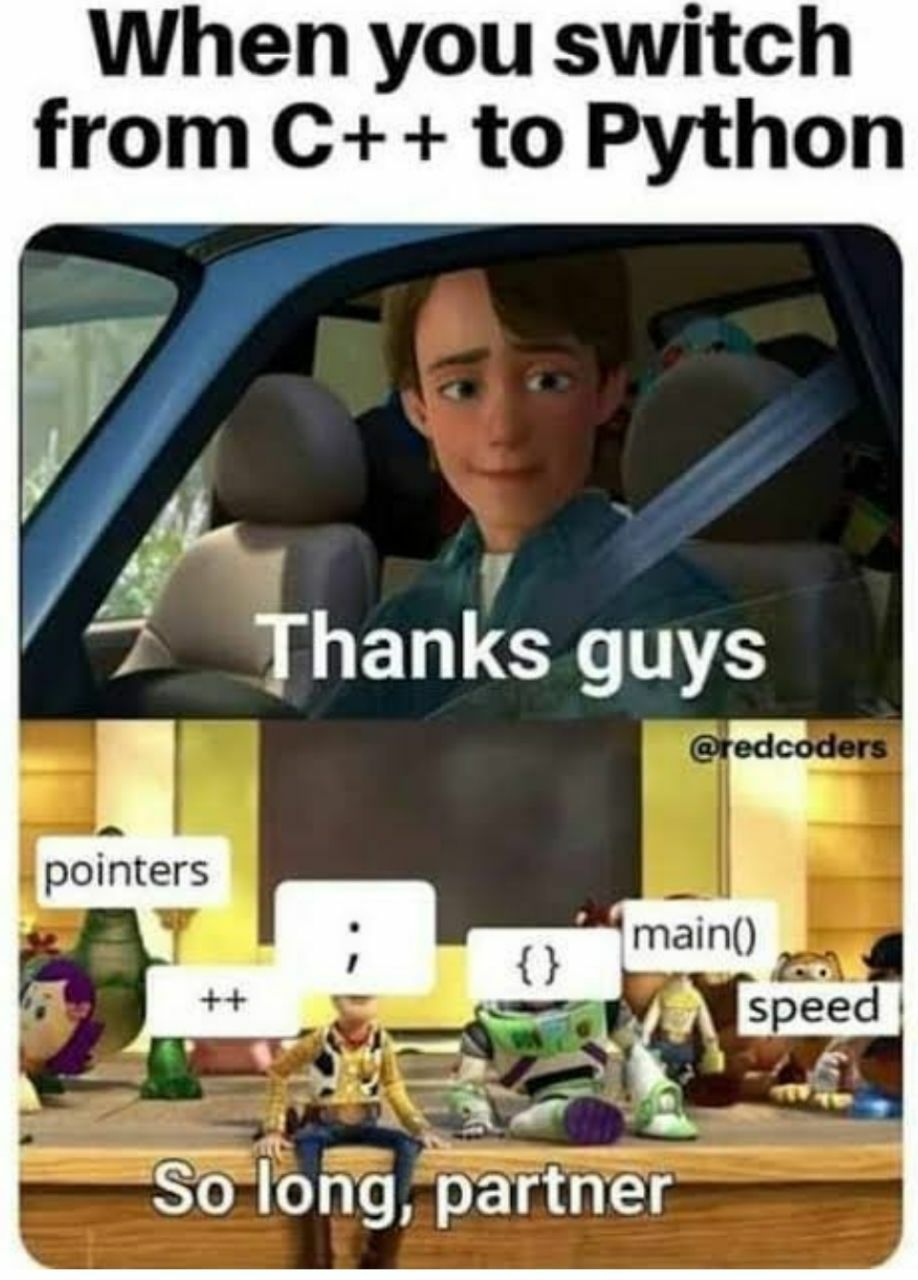 When you switch
from C++ to Python
Thanks guys
@redcoders
pointers
;
{}
main()
++
speed
So long, partner